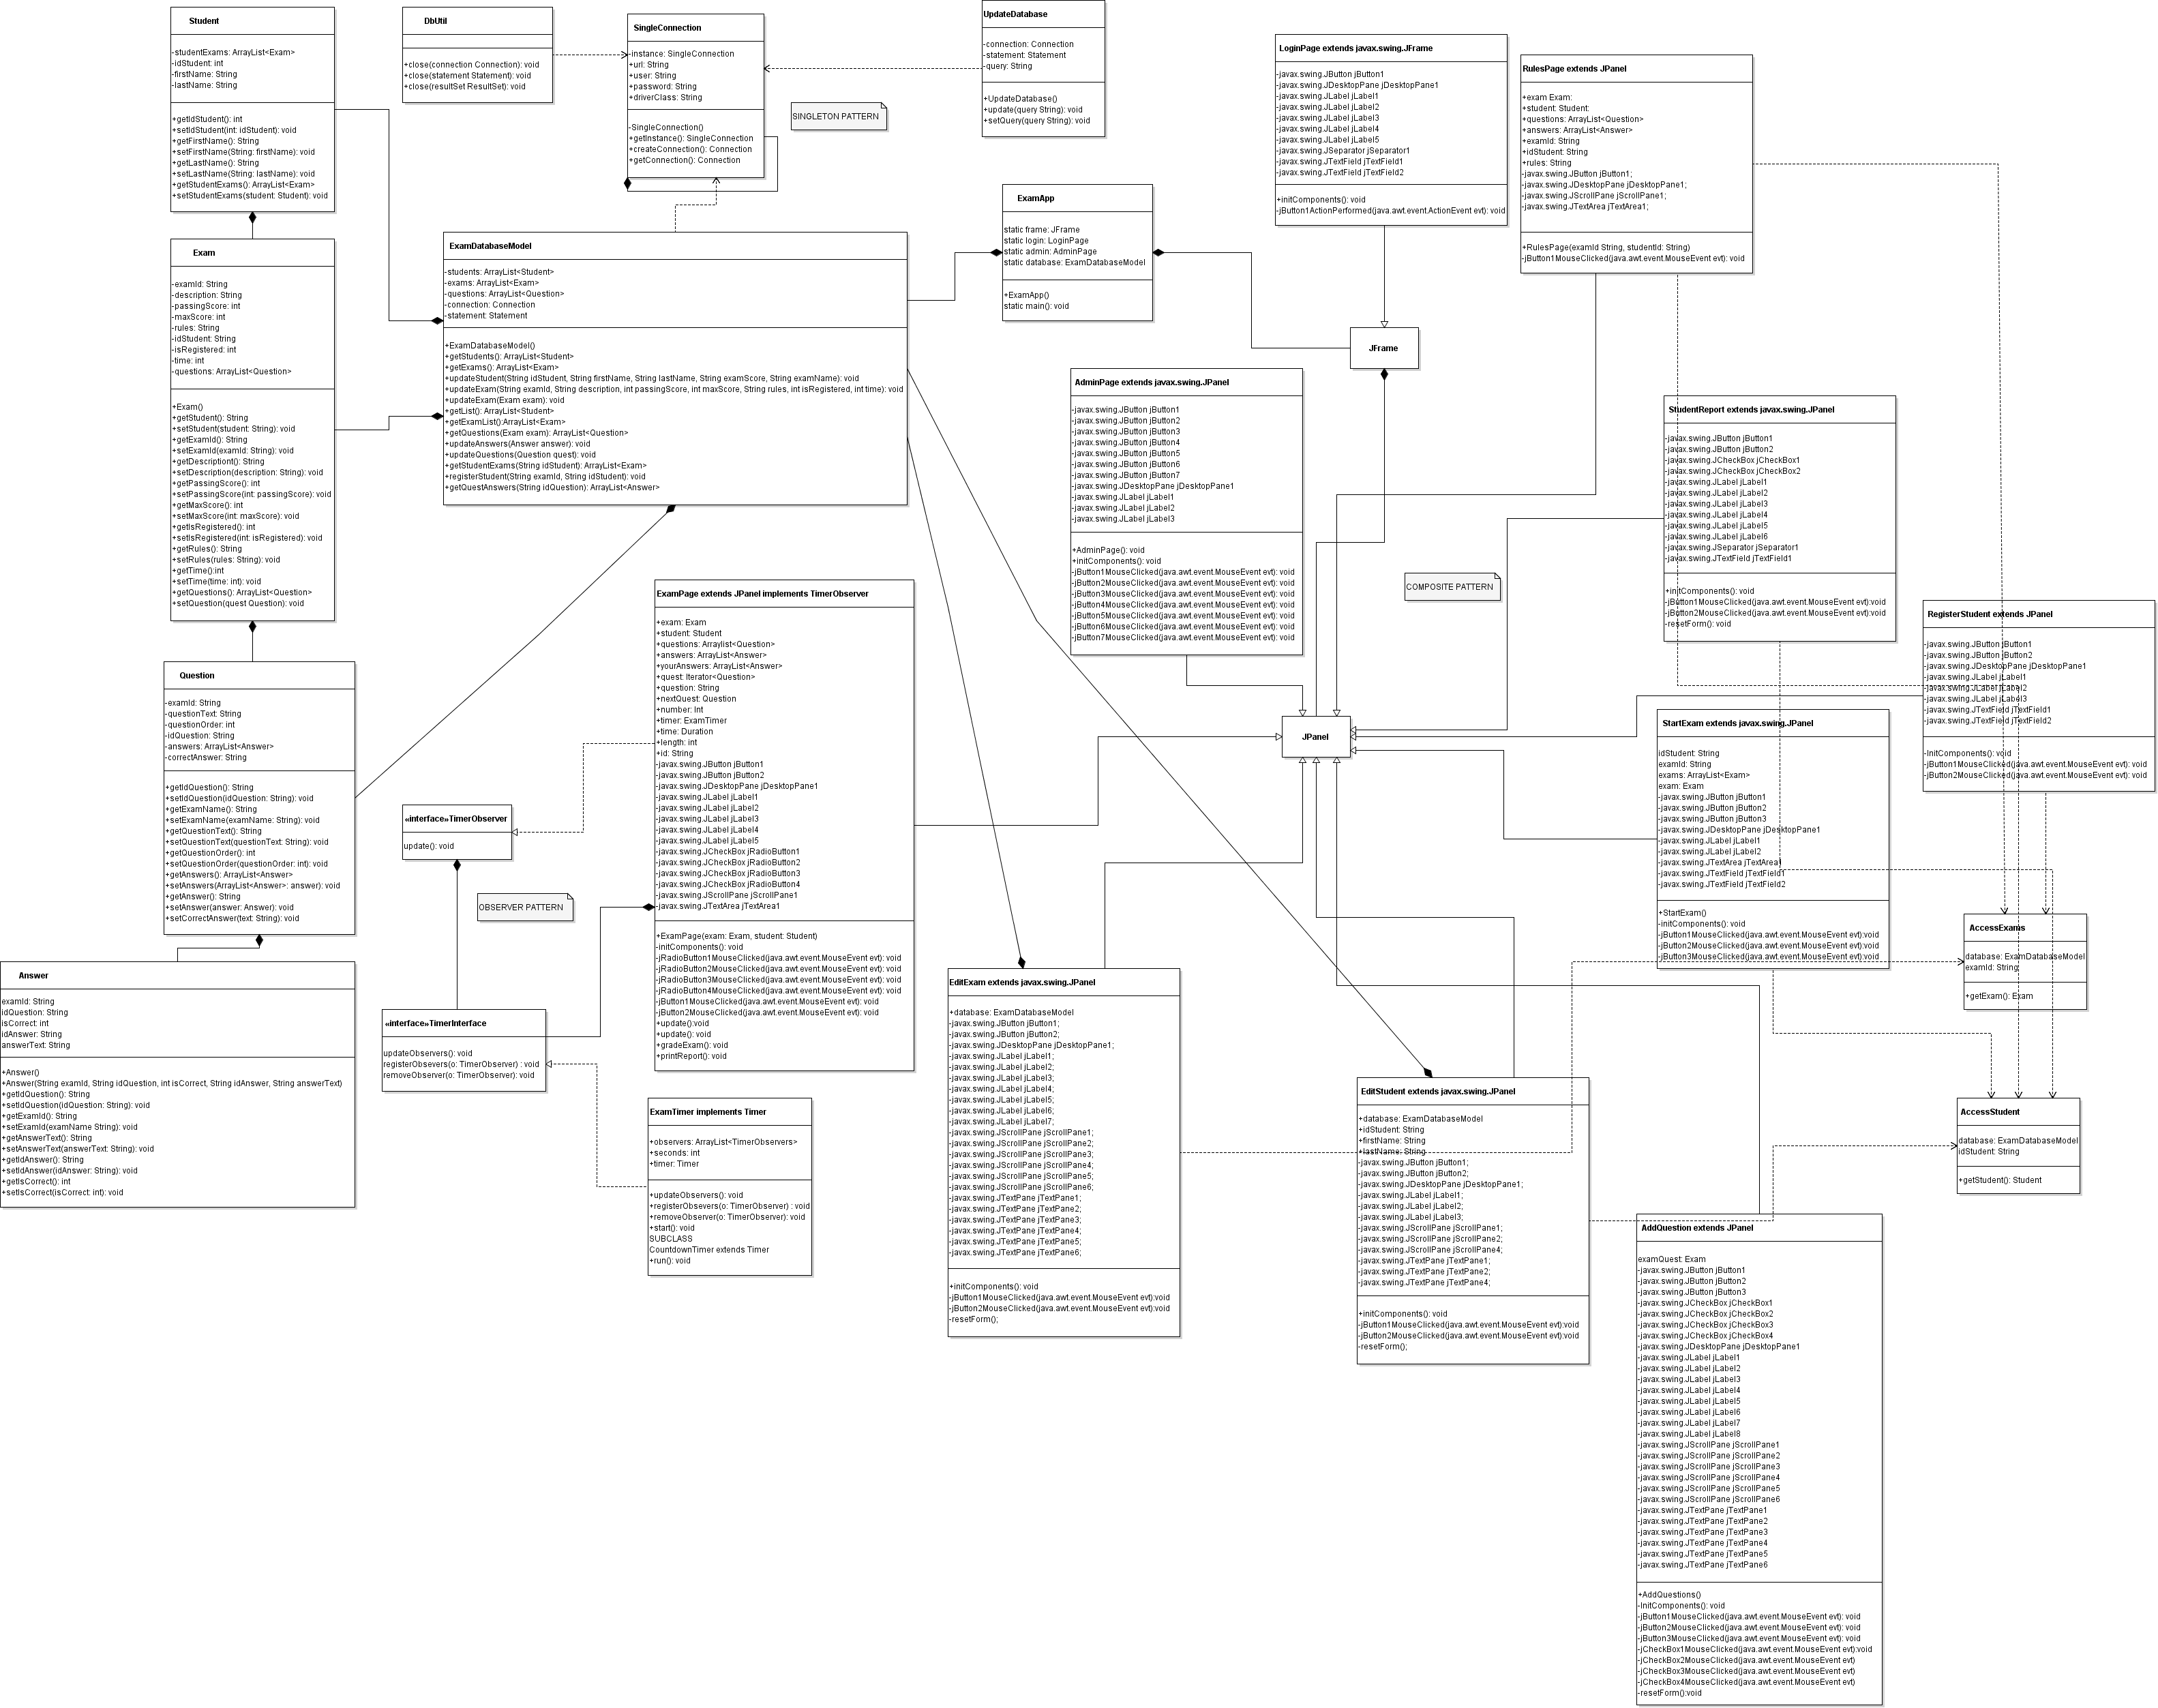 Student
-studentExams: ArrayList<Exam>
-idStudent: int
-firstName: String
-lastName: String
+getIdStudent(): int
+setIdStudent(int: idStudent): void
+getFirstName(): String
+setFirstName(String: firstName): void
+getLastName(): String
+setLastName(String: lastName): void
+getStudentExams(): ArrayList<Exam>
+setStudentExams(student: Student): void
DbUtil
+close(connection Connection): void
+close(statement Statement): void
+close(resultSet ResultSet): void
SingleConnection
-instance: SingleConnection
+url: String
+user: String
+password: String
+driverClass: String
-SingleConnection()
+getInstance(): SingleConnection
+createConnection(): Connection
+getConnection(): Connection
SINGLETON PATTERN
UpdateDatabase
-connection: Connection
-statement: Statement
-query: String
+UpdateDatabase()
+update(query String): void
+setQuery(query String): void
LoginPage extends javax.swing.JFrame
-javax.swing.JButton jButton1
-javax.swing.JDesktopPane jDesktopPane1
-javax.swing.JLabel jLabel1
-javax.swing.JLabel jLabel2
-javax.swing.JLabel jLabel3
-javax.swing.JLabel jLabel4
-javax.swing.JLabel jLabel5
-javax.swing.JSeparator jSeparator1
-javax.swing.JTextField jTextField1
-javax.swing.JTextField jTextField2
+initComponents(): void
-jButton1ActionPerformed(java.awt.event.ActionEvent evt): void
RulesPage extends JPanel
+exam Exam:
+student: Student:
+questions: ArrayList<Question>
+answers: ArrayList<Answer>
+examId: String
+idStudent: String
+rules: String
-javax.swing.JButton jButton1;
-javax.swing.JDesktopPane jDesktopPane1;
-javax.swing.JScrollPane jScrollPane1;
-javax.swing.JTextArea jTextArea1;
+RulesPage(examId String, studentId: String)
-jButton1MouseClicked(java.awt.event.MouseEvent evt): void
Exam
-examId: String
-description: String
-passingScore: int
-maxScore: int
-rules: String
-idStudent: String
-isRegistered: int
-time: int
-questions: ArrayList<Question>
+Exam()
+getStudent(): String
+setStudent(student: String): void
+getExamId(): String
+setExamId(examId: String): void
+getDescriptiont(): String
+setDescription(description: String): void
+getPassingScore(): int
+setPassingScore(int: passingScore): void
+getMaxScore(): int
+setMaxScore(int: maxScore): void
+getIsRegistered(): int
+setIsRegistered(int: isRegistered): void
+getRules(): String
+setRules(rules: String): void
+getTime():int
+setTime(time: int): void
+getQuestions(): ArrayList<Question>
+setQuestion(quest Question): void
ExamDatabaseModel
-students: ArrayList<Student>
-exams: ArrayList<Exam>
-questions: ArrayList<Question>
-connection: Connection
-statement: Statement
+ExamDatabaseModel()
+getStudents(): ArrayList<Student>
+getExams(): ArrayList<Exam>
+updateStudent(String idStudent, String firstName, String lastName, String examScore, String examName): void
+updateExam(String examId, String description, int passingScore, int maxScore, String rules, int isRegistered, int time): void
+updateExam(Exam exam): void
+getList(): ArrayList<Student>
+getExamList():ArrayList<Exam>
+getQuestions(Exam exam): ArrayList<Question>
+updateAnswers(Answer answer): void
+updateQuestions(Question quest): void
+getStudentExams(String idStudent): ArrayList<Exam>
+registerStudent(String examId, String idStudent): void
+getQuestAnswers(String idQuestion): ArrayList<Answer>
ExamApp
static frame: JFrame
static login: LoginPage
static admin: AdminPage
static database: ExamDatabaseModel
+ExamApp()
static main(): void
JFrame
AdminPage extends javax.swing.JPanel
-javax.swing.JButton jButton1
-javax.swing.JButton jButton2
-javax.swing.JButton jButton3
-javax.swing.JButton jButton4
-javax.swing.JButton jButton5
-javax.swing.JButton jButton6
-javax.swing.JButton jButton7
-javax.swing.JDesktopPane jDesktopPane1
-javax.swing.JLabel jLabel1
-javax.swing.JLabel jLabel2
-javax.swing.JLabel jLabel3
+AdminPage(): void
+initComponents(): void
-jButton1MouseClicked(java.awt.event.MouseEvent evt): void
-jButton2MouseClicked(java.awt.event.MouseEvent evt): void
-jButton3MouseClicked(java.awt.event.MouseEvent evt): void
-jButton4MouseClicked(java.awt.event.MouseEvent evt): void
-jButton5MouseClicked(java.awt.event.MouseEvent evt): void
-jButton6MouseClicked(java.awt.event.MouseEvent evt): void
-jButton7MouseClicked(java.awt.event.MouseEvent evt): void
COMPOSITE PATTERN
StudentReport extends javax.swing.JPanel
-javax.swing.JButton jButton1
-javax.swing.JButton jButton2
-javax.swing.JCheckBox jCheckBox1
-javax.swing.JCheckBox jCheckBox2
-javax.swing.JLabel jLabel1
-javax.swing.JLabel jLabel2
-javax.swing.JLabel jLabel3
-javax.swing.JLabel jLabel4
-javax.swing.JLabel jLabel5
-javax.swing.JLabel jLabel6
-javax.swing.JSeparator jSeparator1
-javax.swing.JTextField jTextField1
+initComponents(): void
-jButton1MouseClicked(java.awt.event.MouseEvent evt):void
-jButton2MouseClicked(java.awt.event.MouseEvent evt):void
-resetForm(): void
RegisterStudent extends JPanel
-javax.swing.JButton jButton1
-javax.swing.JButton jButton2
-javax.swing.JDesktopPane jDesktopPane1
-javax.swing.JLabel jLabel1
-javax.swing.JLabel jLabel2
-javax.swing.JLabel jLabel3
-javax.swing.JTextField jTextField1
-javax.swing.JTextField jTextField2
-InitComponents(): void
-jButton1MouseClicked(java.awt.event.MouseEvent evt): void
-jButton2MouseClicked(java.awt.event.MouseEvent evt): void
JPanel
StartExam extends javax.swing.JPanel
idStudent: String
examId: String
exams: ArrayList<Exam>
exam: Exam
-javax.swing.JButton jButton1
-javax.swing.JButton jButton2
-javax.swing.JButton jButton3
-javax.swing.JDesktopPane jDesktopPane1
-javax.swing.JLabel jLabel1
-javax.swing.JLabel jLabel2
-javax.swing.JTextArea jTextArea1
-javax.swing.JTextField jTextField1
-javax.swing.JTextField jTextField2
+StartExam()
-initComponents(): void
-jButton1MouseClicked(java.awt.event.MouseEvent evt):void
-jButton2MouseClicked(java.awt.event.MouseEvent evt):void
-jButton3MouseClicked(java.awt.event.MouseEvent evt):void
Question
-examId: String
-questionText: String
-questionOrder: int
-idQuestion: String
-answers: ArrayList<Answer>
-correctAnswer: String
+getIdQuestion(): String
+setIdQuestion(idQuestion: String): void
+getExamName(): String
+setExamName(examName: String): void
+getQuestionText(): String
+setQuestionText(questionText: String): void
+getQuestionOrder(): int
+setQuestionOrder(questionOrder: int): void
+getAnswers(): ArrayList<Answer>
+setAnswers(ArrayList<Answer>: answer): void
+getAnswer(): String
+setAnswer(answer: Answer): void
+setCorrectAnswer(text: String): void
ExamPage extends JPanel implements TimerObserver
+exam: Exam
+student: Student
+questions: Arraylist<Question>
+answers: ArrayList<Answer>
+yourAnswers: ArrayList<Answer>
+quest: Iterator<Question>
+question: String
+nextQuest: Question
+number: Int
+timer: ExamTimer
+time: Duration
+length: int
+id: String
-javax.swing.JButton jButton1
-javax.swing.JButton jButton2
-javax.swing.JDesktopPane jDesktopPane1
-javax.swing.JLabel jLabel1
-javax.swing.JLabel jLabel2
-javax.swing.JLabel jLabel3
-javax.swing.JLabel jLabel4
-javax.swing.JLabel jLabel5
-javax.swing.JCheckBox jRadioButton1
-javax.swing.JCheckBox jRadioButton2
-javax.swing.JCheckBox jRadioButton3
-javax.swing.JCheckBox jRadioButton4
-javax.swing.JScrollPane jScrollPane1
-javax.swing.JTextArea jTextArea1
+ExamPage(exam: Exam, student: Student)
-initComponents(): void
-jRadioButton1MouseClicked(java.awt.event.MouseEvent evt): void
-jRadioButton2MouseClicked(java.awt.event.MouseEvent evt): void
-jRadioButton3MouseClicked(java.awt.event.MouseEvent evt): void
-jRadioButton4MouseClicked(java.awt.event.MouseEvent evt): void
-jButton1MouseClicked(java.awt.event.MouseEvent evt): void
-jButton2MouseClicked(java.awt.event.MouseEvent evt): void
+update():void
+update(): void
+gradeExam(): void
+printReport(): void
«interface»TimerObserver
update(): void
OBSERVER PATTERN
Answer
examId: String
idQuestion: String
isCorrect: int
idAnswer: String
answerText: String
+Answer()
+Answer(String examId, String idQuestion, int isCorrect, String idAnswer, String answerText)
+getIdQuestion(): String
+setIdQuestion(idQuestion: String): void
+getExamId(): String
+setExamId(examName String): void
+getAnswerText(): String
+setAnswerText(answerText: String): void
+getIdAnswer(): String
+setIdAnswer(idAnswer: String): void
+getIsCorrect(): int
+setIsCorrect(isCorrect: int): void
«interface»TimerInterface
updateObservers(): void
registerObsevers(o: TimerObserver) : void
removeObserver(o: TimerObserver): void
ExamTimer implements Timer
+observers: ArrayList<TimerObservers>
+seconds: int
+timer: Timer
+updateObservers(): void
+registerObsevers(o: TimerObserver) : void
+removeObserver(o: TimerObserver): void
+start(): void
SUBCLASS
CountdownTimer extends Timer
+run(): void
EditExam extends javax.swing.JPanel
+database: ExamDatabaseModel
-javax.swing.JButton jButton1;
-javax.swing.JButton jButton2;
-javax.swing.JDesktopPane jDesktopPane1;
-javax.swing.JLabel jLabel1;
-javax.swing.JLabel jLabel2;
-javax.swing.JLabel jLabel3;
-javax.swing.JLabel jLabel4;
-javax.swing.JLabel jLabel5;
-javax.swing.JLabel jLabel6;
-javax.swing.JLabel jLabel7;
-javax.swing.JScrollPane jScrollPane1;
-javax.swing.JScrollPane jScrollPane2;
-javax.swing.JScrollPane jScrollPane3;
-javax.swing.JScrollPane jScrollPane4;
-javax.swing.JScrollPane jScrollPane5;
-javax.swing.JScrollPane jScrollPane6;
-javax.swing.JTextPane jTextPane1;
-javax.swing.JTextPane jTextPane2;
-javax.swing.JTextPane jTextPane3;
-javax.swing.JTextPane jTextPane4;
-javax.swing.JTextPane jTextPane5;
-javax.swing.JTextPane jTextPane6;
+initComponents(): void
-jButton1MouseClicked(java.awt.event.MouseEvent evt):void
-jButton2MouseClicked(java.awt.event.MouseEvent evt):void
-resetForm();
EditStudent extends javax.swing.JPanel
+database: ExamDatabaseModel
+idStudent: String
+firstName: String
+lastName: String
-javax.swing.JButton jButton1;
-javax.swing.JButton jButton2;
-javax.swing.JDesktopPane jDesktopPane1;
-javax.swing.JLabel jLabel1;
-javax.swing.JLabel jLabel2;
-javax.swing.JLabel jLabel3;
-javax.swing.JScrollPane jScrollPane1;
-javax.swing.JScrollPane jScrollPane2;
-javax.swing.JScrollPane jScrollPane4;
-javax.swing.JTextPane jTextPane1;
-javax.swing.JTextPane jTextPane2;
-javax.swing.JTextPane jTextPane4;
+initComponents(): void
-jButton1MouseClicked(java.awt.event.MouseEvent evt):void
-jButton2MouseClicked(java.awt.event.MouseEvent evt):void
-resetForm();
AccessExams
database: ExamDatabaseModel
examId: String
+getExam(): Exam
AccessStudent
database: ExamDatabaseModel
idStudent: String
+getStudent(): Student
AddQuestion extends JPanel
examQuest: Exam
-javax.swing.JButton jButton1
-javax.swing.JButton jButton2
-javax.swing.JButton jButton3
-javax.swing.JCheckBox jCheckBox1
-javax.swing.JCheckBox jCheckBox2
-javax.swing.JCheckBox jCheckBox3
-javax.swing.JCheckBox jCheckBox4
-javax.swing.JDesktopPane jDesktopPane1
-javax.swing.JLabel jLabel1
-javax.swing.JLabel jLabel2
-javax.swing.JLabel jLabel3
-javax.swing.JLabel jLabel4
-javax.swing.JLabel jLabel5
-javax.swing.JLabel jLabel6
-javax.swing.JLabel jLabel7
-javax.swing.JLabel jLabel8
-javax.swing.JScrollPane jScrollPane1
-javax.swing.JScrollPane jScrollPane2
-javax.swing.JScrollPane jScrollPane3
-javax.swing.JScrollPane jScrollPane4
-javax.swing.JScrollPane jScrollPane5
-javax.swing.JScrollPane jScrollPane6
-javax.swing.JTextPane jTextPane1
-javax.swing.JTextPane jTextPane2
-javax.swing.JTextPane jTextPane3
-javax.swing.JTextPane jTextPane4
-javax.swing.JTextPane jTextPane5
-javax.swing.JTextPane jTextPane6
+AddQuestions()
-InitComponents(): void
-jButton1MouseClicked(java.awt.event.MouseEvent evt): void
-jButton2MouseClicked(java.awt.event.MouseEvent evt): void
-jButton3MouseClicked(java.awt.event.MouseEvent evt): void
-jCheckBox1MouseClicked(java.awt.event.MouseEvent evt):void
-jCheckBox2MouseClicked(java.awt.event.MouseEvent evt)
-jCheckBox3MouseClicked(java.awt.event.MouseEvent evt)
-jCheckBox4MouseClicked(java.awt.event.MouseEvent evt)
-resetForm():void